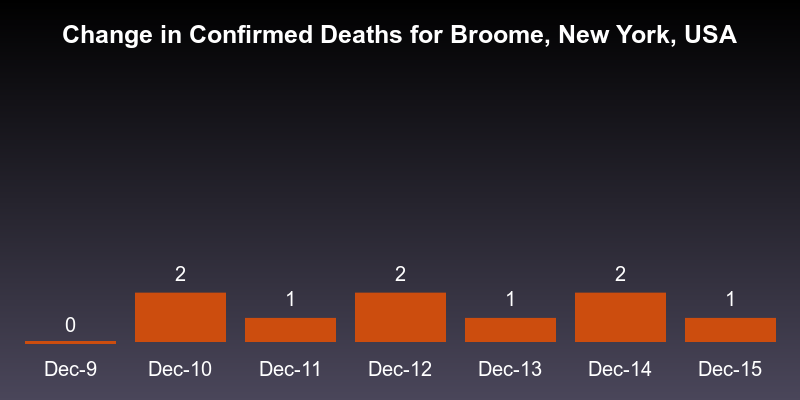 Change in Confirmed Deaths for Broome, New York, USA
0 2 1 2 1 2 1
Dec-9 Dec-10 Dec-11 Dec-12 Dec-13 Dec-14 Dec-15